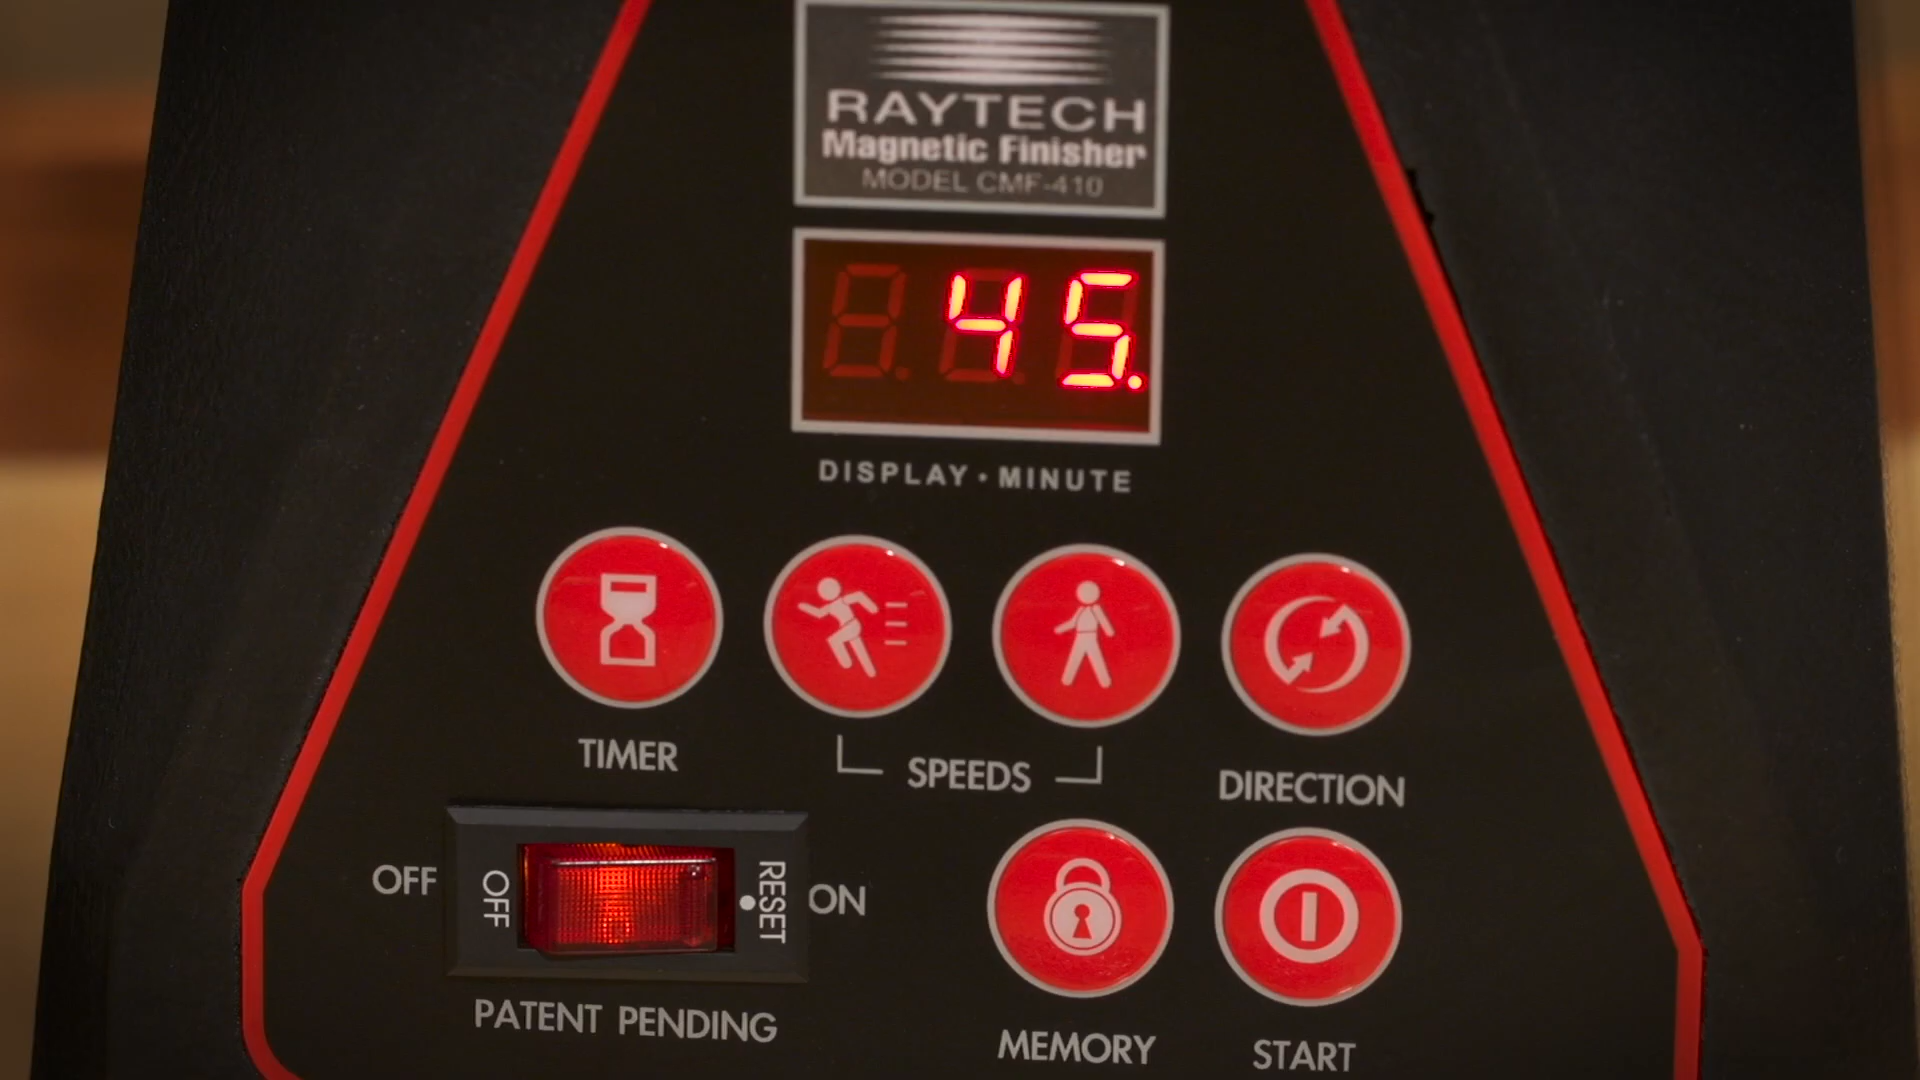 RAYTECH
Magnetic Finisher
MODEL CMF-410
45.
DISPLAY • MINUTE
TIMER
SPEEDS
DIRECTION
OFF
OFF
RESET
ON
PATENT PENDING
MEMORY
START